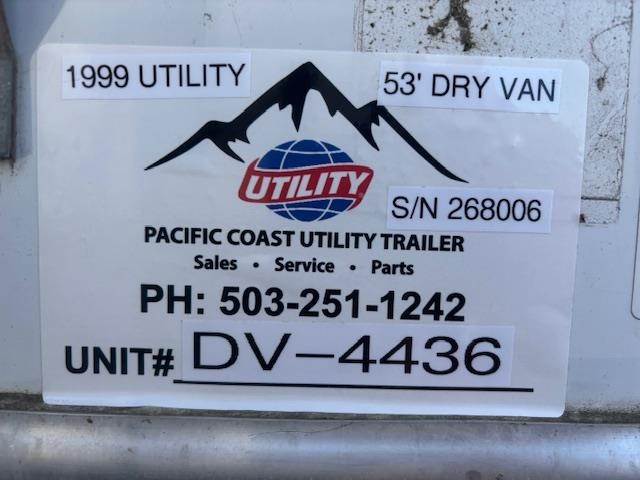 1999 UTILITY
53' DRY VAN
UTILITY
S/N 268006
PACIFIC COAST UTILITY TRAILER
Sales • Service • Parts
PH: 503-251-1242
UNIT# DV-4436